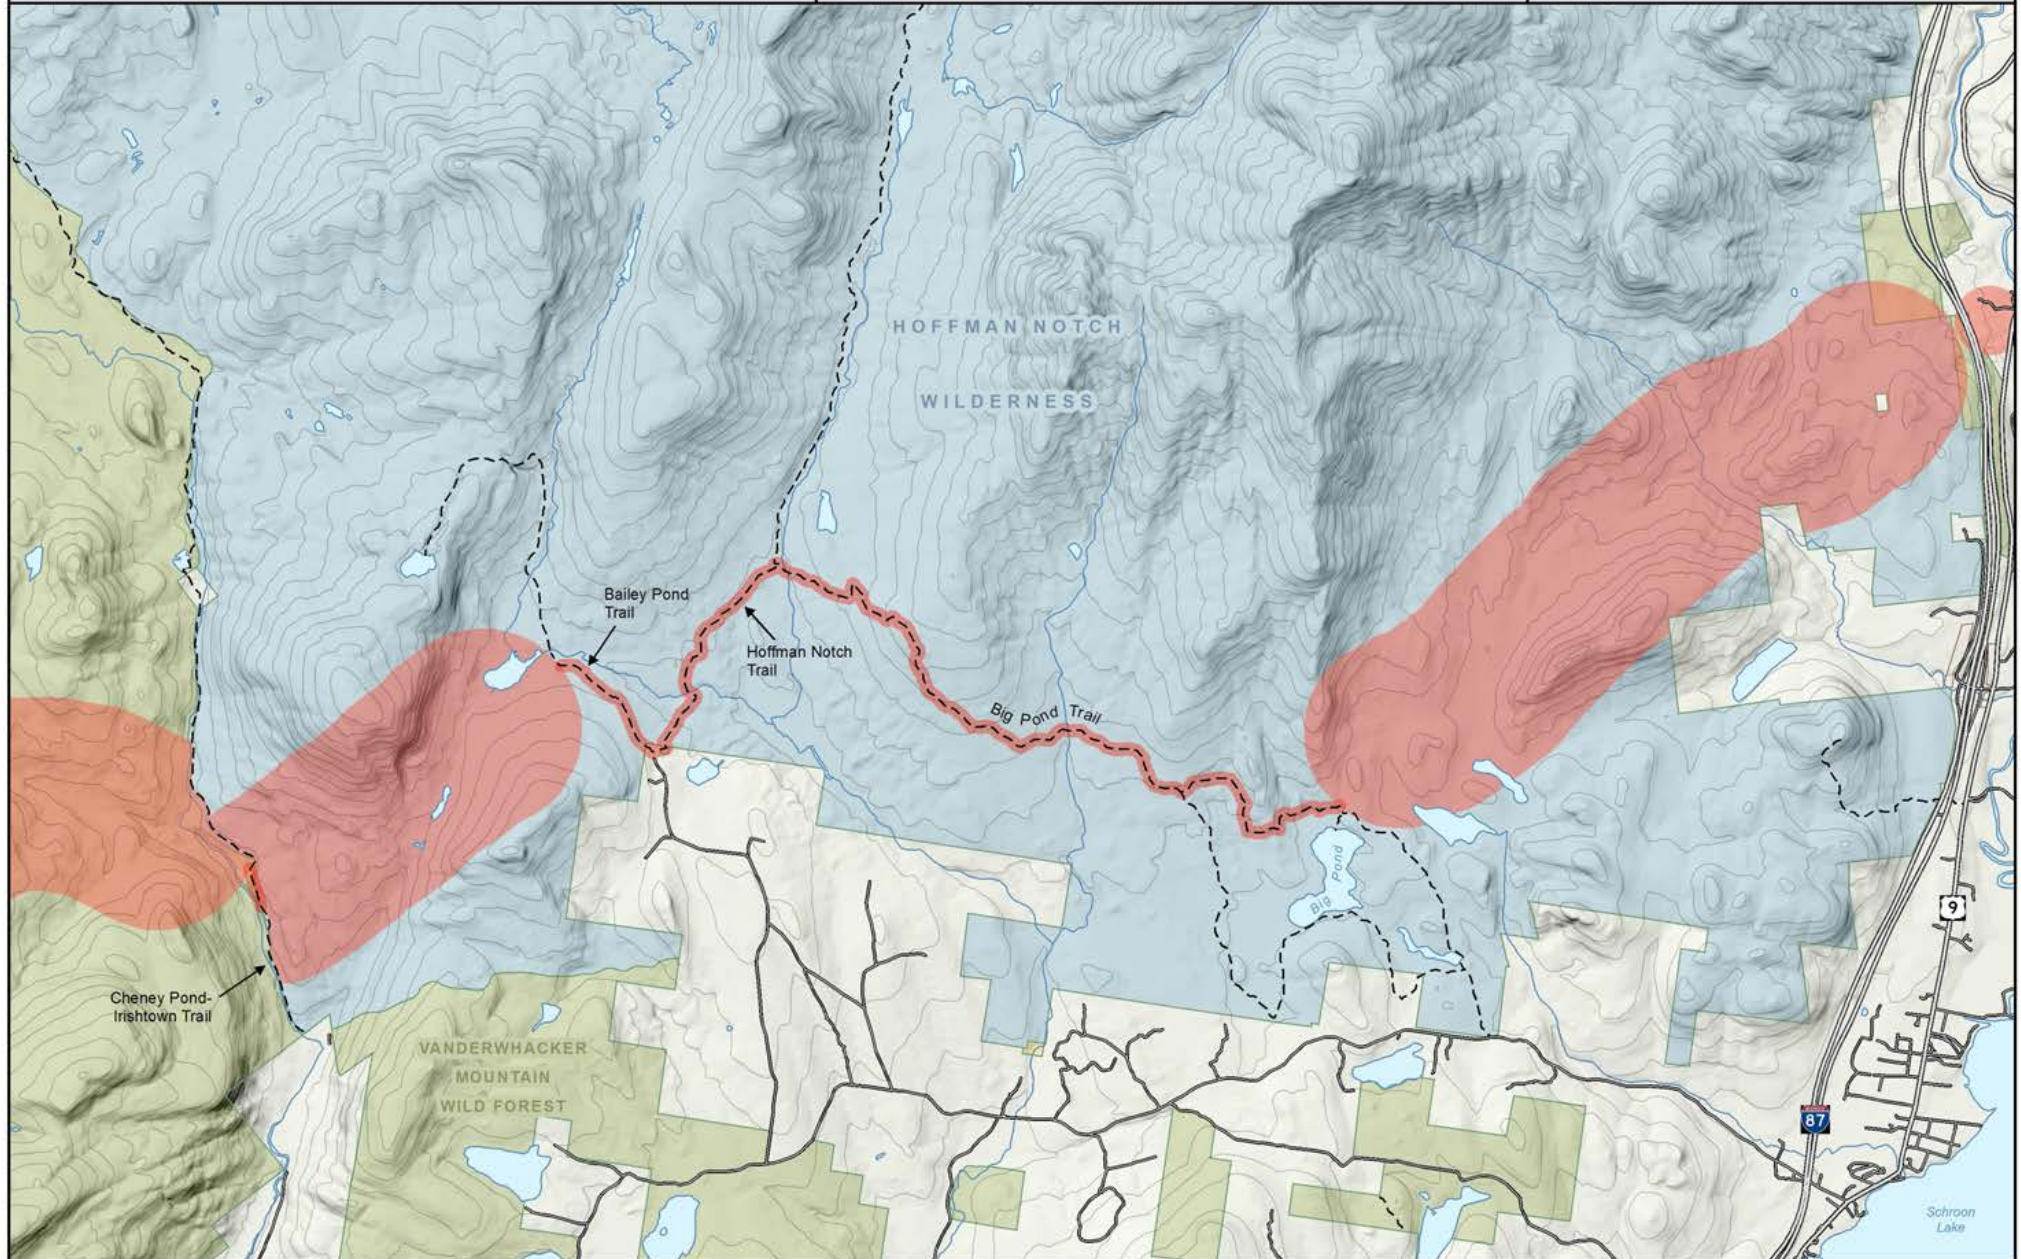 HOFFMAN NOTCH
WILDERNESS
Bailey Pond
Trail
Hoffman Notch
Trail
Big Pond Trail
Big Pond
9
Cheney Pond-
Irishtown Trail
VANDERWHACKER
MOUNTAIN
WILD FOREST
87
Schroon
Lake